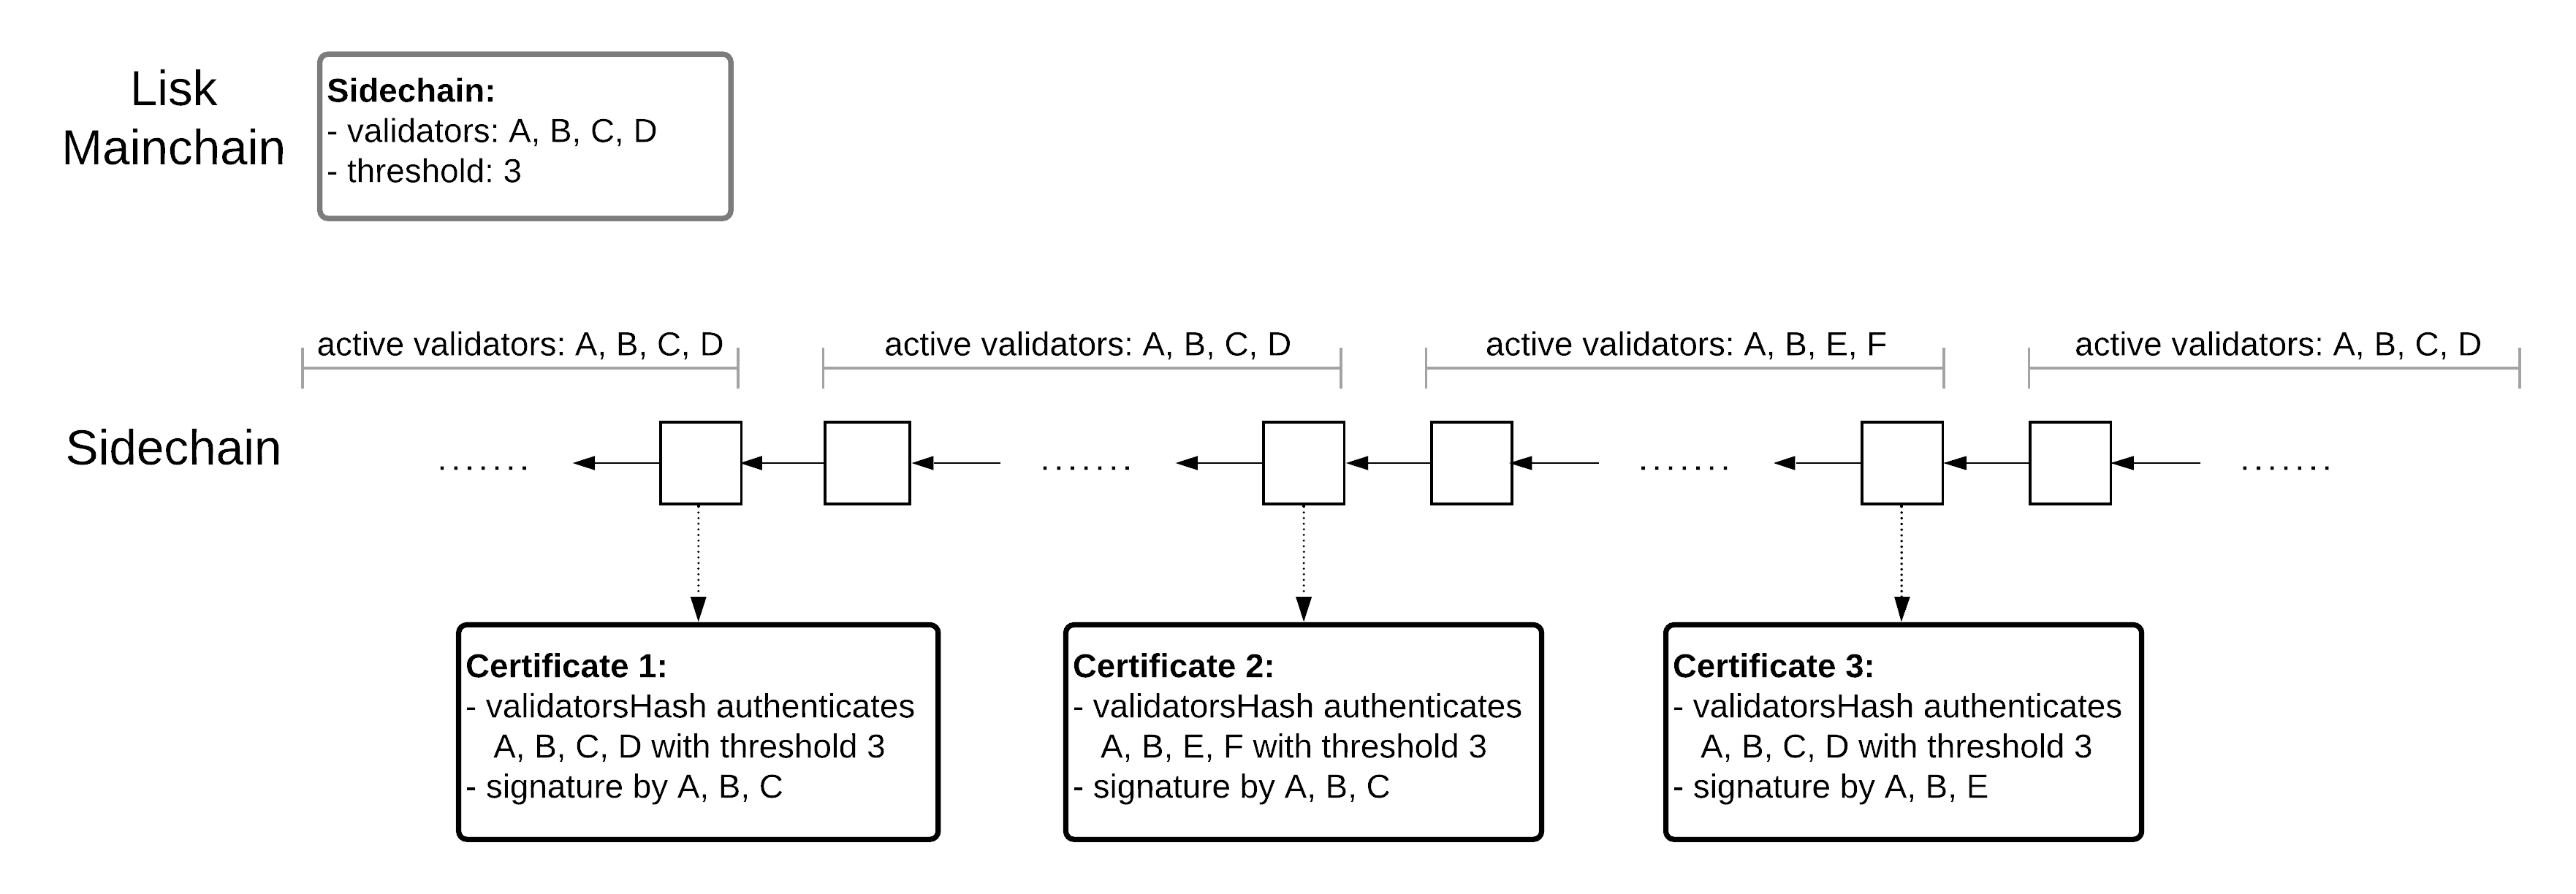 Lisk
Mainchain
Sidechain:
- validators: A, B, C, D
- threshold: 3
active validators: A, B, C, D
active validators: A, B, C, D
active validators: A, B, E, F
active validators: A, B, C, D
Sidechain
.......
.......
.......
.......
Certificate 1:
- validatorsHash authenticates
A, B, C, D with threshold 3
- signature by A, B, C
Certificate 2:
- validatorsHash authenticates
A, B, E, F with threshold 3
- signature by A, B, C
Certificate 3:
- validatorsHash authenticates
A, B, C, D with threshold 3
- signature by A, B, E